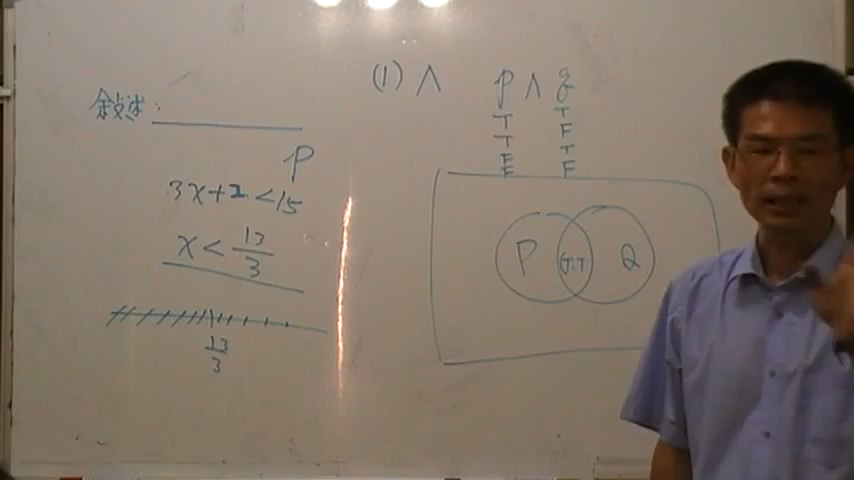 敘述:
P
3x+2<15
x < 13/3
13/3
(1) ∧
p ∧ q
T T
T F
F T
F F
P (T,T) Q